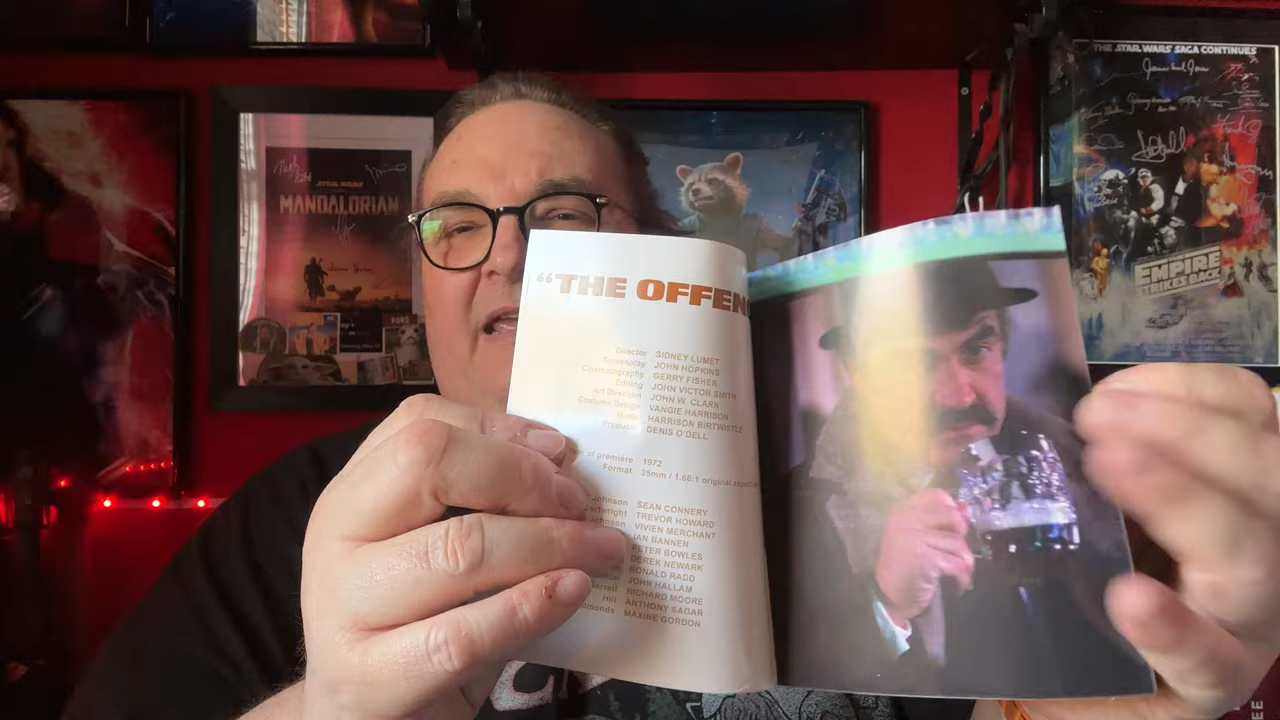 THE STAR WARS SAGA CONTINUES
STAR WARS
MANDALORIAN
EMPIRE
STRIKES BACK
"THE OFFEN
Director SIDNEY LUMET
Screenplay JOHN HOPKINS
Cinematography GERRY FISHER
Editing JOHN VICTOR SMITH
Art Direction JOHN W. CLARK
Costume Design VANGIE HARRISON
Music HARRISON BIRTWISTLE
Producer DENIS O'DELL
of première 1972
Format 35mm / 1.66:1 original aspect
Johnson SEAN CONNERY
Cartwright TREVOR HOWARD
Johnson VIVIEN MERCHANT
IAN BANNEN
PETER BOWLES
DEREK NEWARK
RONALD RADD
JOHN HALLAM
RICHARD MOORE
Hill ANTHONY SAGAR
dmonds MAXINE GORDON